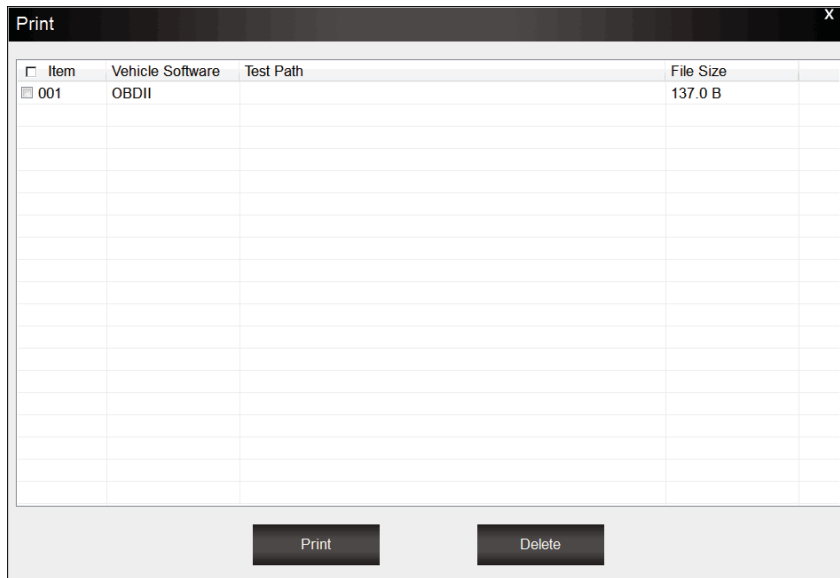 Print X
Item Vehicle Software Test Path File Size
001 OBDII 137.0 B
Print Delete